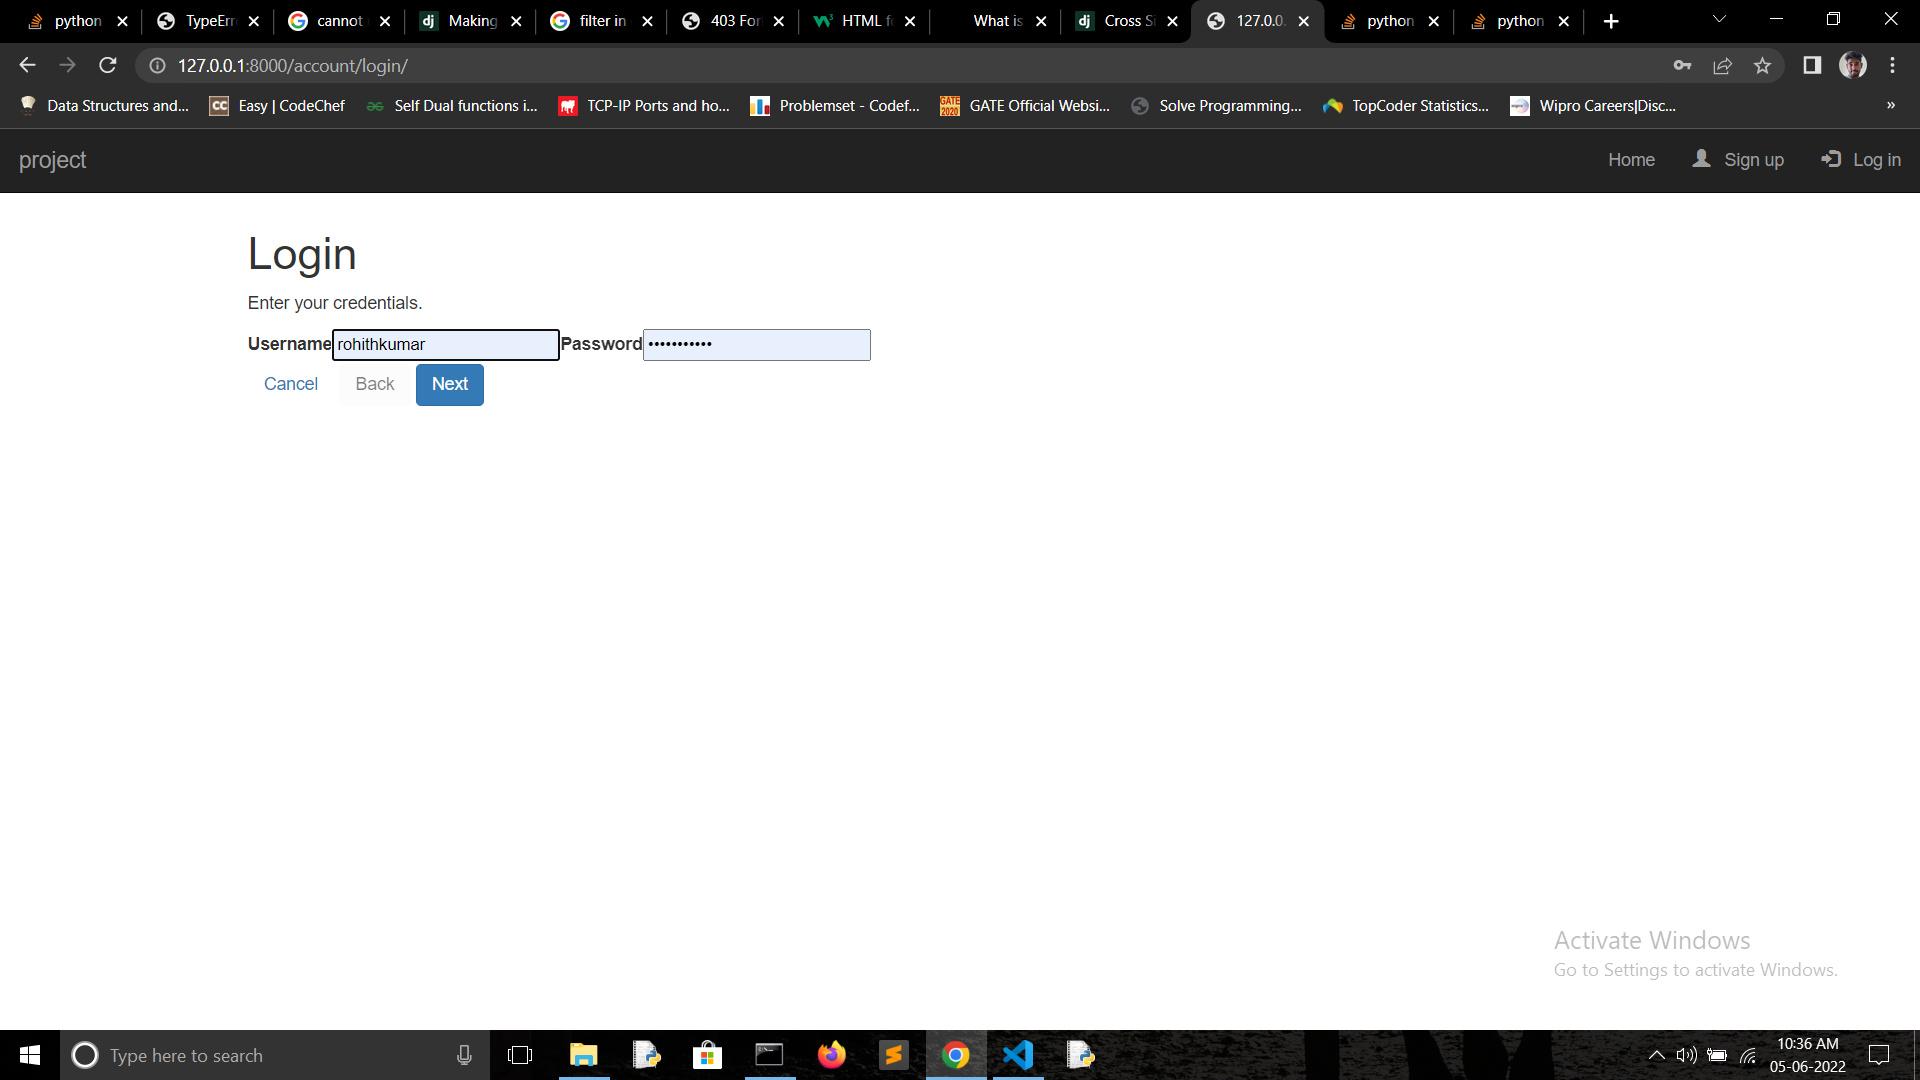 python
TypeErr
cannot
dj Making
filter in
403 For
HTML f
What is
dj Cross Si
127.0.0.
python
python
127.0.0.1:8000/account/login/
Data Structures and...
CC Easy | CodeChef
Self Dual functions i...
TCP-IP Ports and ho...
Problemset - Codef...
GATE 2020 GATE Official Websi...
Solve Programming...
TopCoder Statistics...
Wipro Careers|Disc...
»
project
Home
Sign up
Log in
Login
Enter your credentials.
Username rohithkumar Password •••••••••••
Cancel Back Next
Activate Windows
Go to Settings to activate Windows.
Type here to search
10:36 AM
05-06-2022